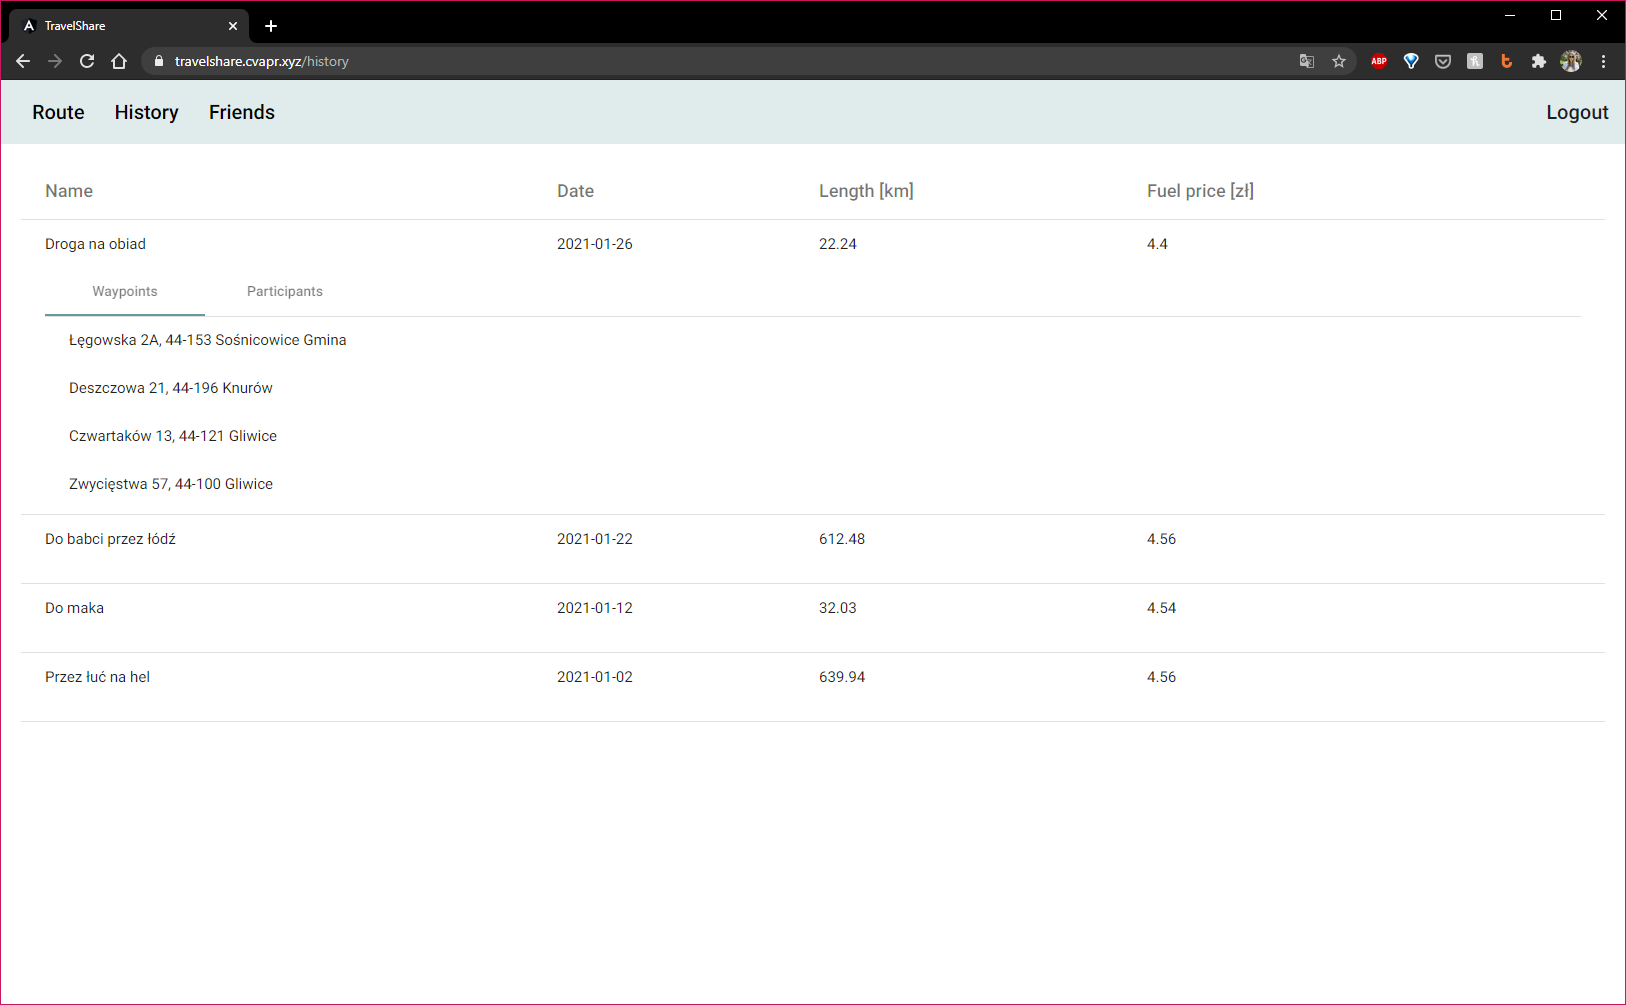 TravelShare
travelshare.cvapr.xyz/history
ABP
Route History Friends Logout
Name Date Length [km] Fuel price [zł]
Droga na obiad 2021-01-26 22.24 4.4
Waypoints Participants
Łęgowska 2A, 44-153 Sośnicowice Gmina
Deszczowa 21, 44-196 Knurów
Czwartaków 13, 44-121 Gliwice
Zwycięstwa 57, 44-100 Gliwice
Do babci przez łódź 2021-01-22 612.48 4.56
Do maka 2021-01-12 32.03 4.54
Przez łuć na hel 2021-01-02 639.94 4.56